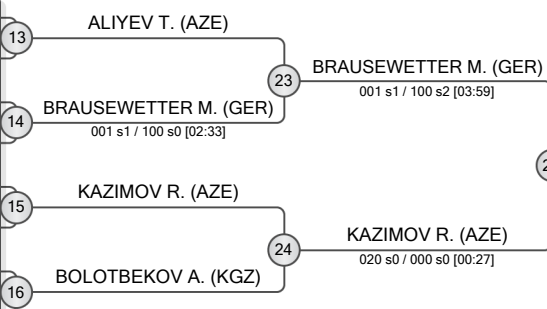 13
ALIYEV T. (AZE)
23
BRAUSEWETTER M. (GER)
001 s1 / 100 s2 [03:59]
14
BRAUSEWETTER M. (GER)
001 s1 / 100 s0 [02:33]
15
KAZIMOV R. (AZE)
24
KAZIMOV R. (AZE)
020 s0 / 000 s0 [00:27]
16
BOLOTBEKOV A. (KGZ)